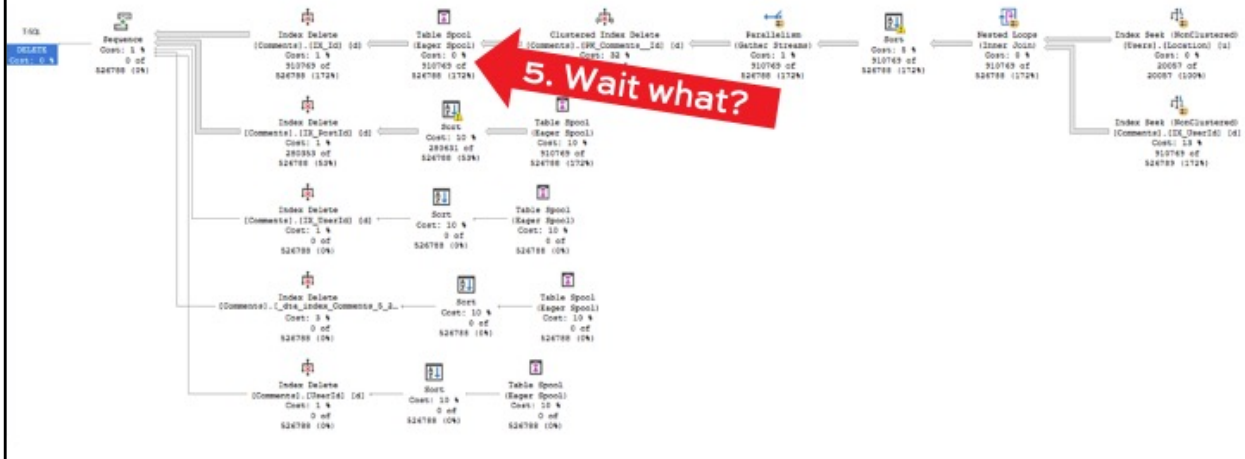 T-SQL
DELETE
Cost: 0 %
Sequence
Cost: 1 %
0 of
526788 (0%)
Index Delete
[Comments].[IX_Id] [d]
Cost: 1 %
910769 of
526788 (172%)
Table Spool
(Eager Spool)
Cost: 0 %
910769 of
526788 (172%)
Clustered Index Delete
[Comments].[PK_Comments__Id] [d]
Cost: 32 %
910769 of
526788 (172%)
Parallelism
(Gather Streams)
Cost: 1 %
910769 of
526788 (172%)
Sort
Cost: 5 %
910769 of
526788 (172%)
Nested Loops
(Inner Join)
Cost: 0 %
910769 of
526788 (172%)
Index Seek (NonClustered)
[Users].[Location] [u]
Cost: 0 %
20057 of
20057 (100%)
5. Wait what?
Index Delete
[Comments].[IX_PostId] [d]
Cost: 1 %
280353 of
526788 (53%)
Sort
Cost: 10 %
280631 of
526788 (53%)
Table Spool
(Eager Spool)
Cost: 10 %
910769 of
526788 (172%)
Index Seek (NonClustered)
[Comments].[IX_UserId] [d]
Cost: 13 %
910769 of
526789 (172%)
Index Delete
[Comments].[IX_UserId] [d]
Cost: 1 %
0 of
526788 (0%)
Sort
Cost: 10 %
0 of
526788 (0%)
Table Spool
(Eager Spool)
Cost: 10 %
0 of
526788 (0%)
Index Delete
[Comments].[_dta_index_Comments_5_2…
Cost: 3 %
0 of
526788 (0%)
Sort
Cost: 10 %
0 of
526788 (0%)
Table Spool
(Eager Spool)
Cost: 10 %
0 of
526788 (0%)
Index Delete
[Comments].[UserId] [d]
Cost: 1 %
0 of
526788 (0%)
Sort
Cost: 10 %
0 of
526788 (0%)
Table Spool
(Eager Spool)
Cost: 10 %
0 of
526788 (0%)